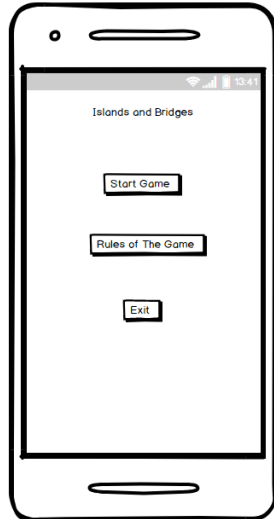 13:41
Islands and Bridges
Start Game
Rules of The Game
Exit